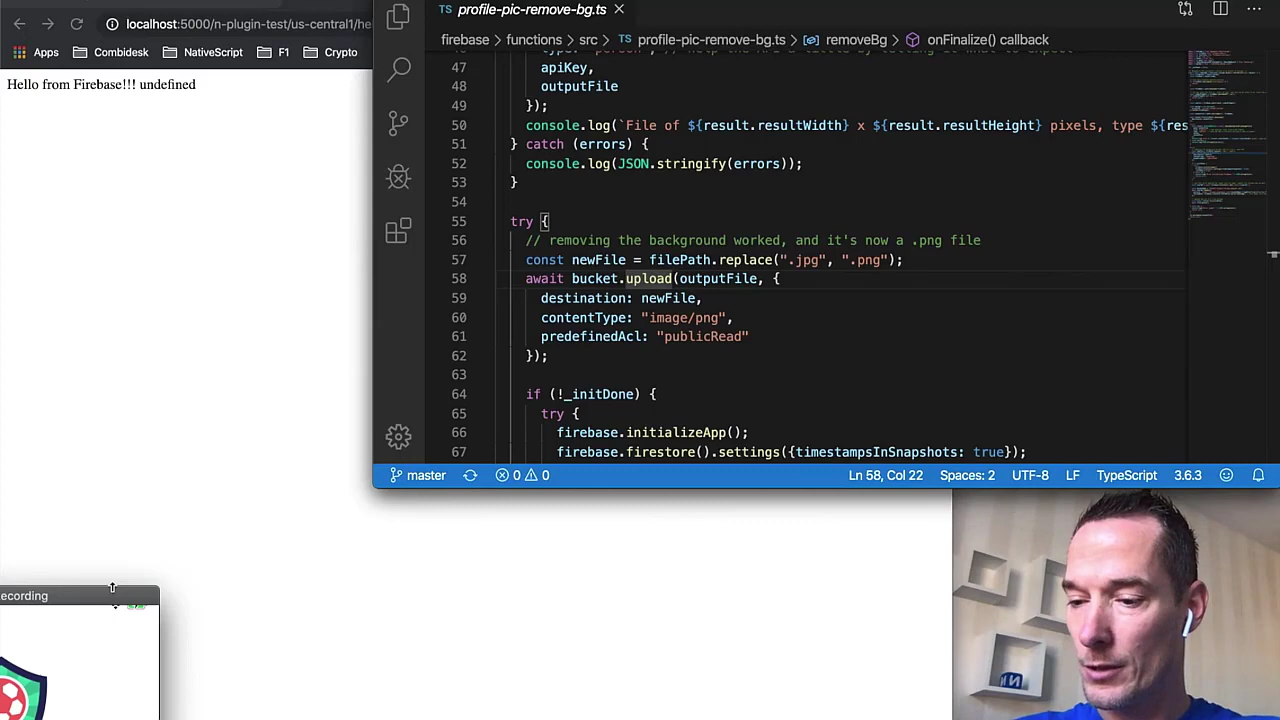 localhost:5000/n-plugin-test/us-central1/he
Apps Combidesk NativeScript F1 Crypto
Hello from Firebase!!! undefined
TS profile-pic-remove-bg.ts
firebase > functions > src > TS profile-pic-remove-bg.ts > removeBg > onFinalize() callback
47 apiKey,
48 outputFile
49 });
50 console.log(`File of ${result. ltWidth} x ${result. ultHeight} pixels, type ${res
51 } catch (errors) {
52 console.log(JSON.stringify(errors));
53 }
54
55 try {
56 // removing the background worked, and it's now a .png file
57 const newFile = filePath.replace(".jpg", ".png");
58 await bucket.upload(outputFile, {
59 destination: newFile,
60 contentType: "image/png",
61 predefinedAcl: "publicRead"
62 });
63
64 if (!_initDone) {
65 try {
66 firebase.initializeApp();
67 firebase.firestore().settings({timestampsInSnapshots: true});
master 0 0 Ln 58, Col 22 Spaces: 2 UTF-8 LF TypeScript 3.6.3
ecording